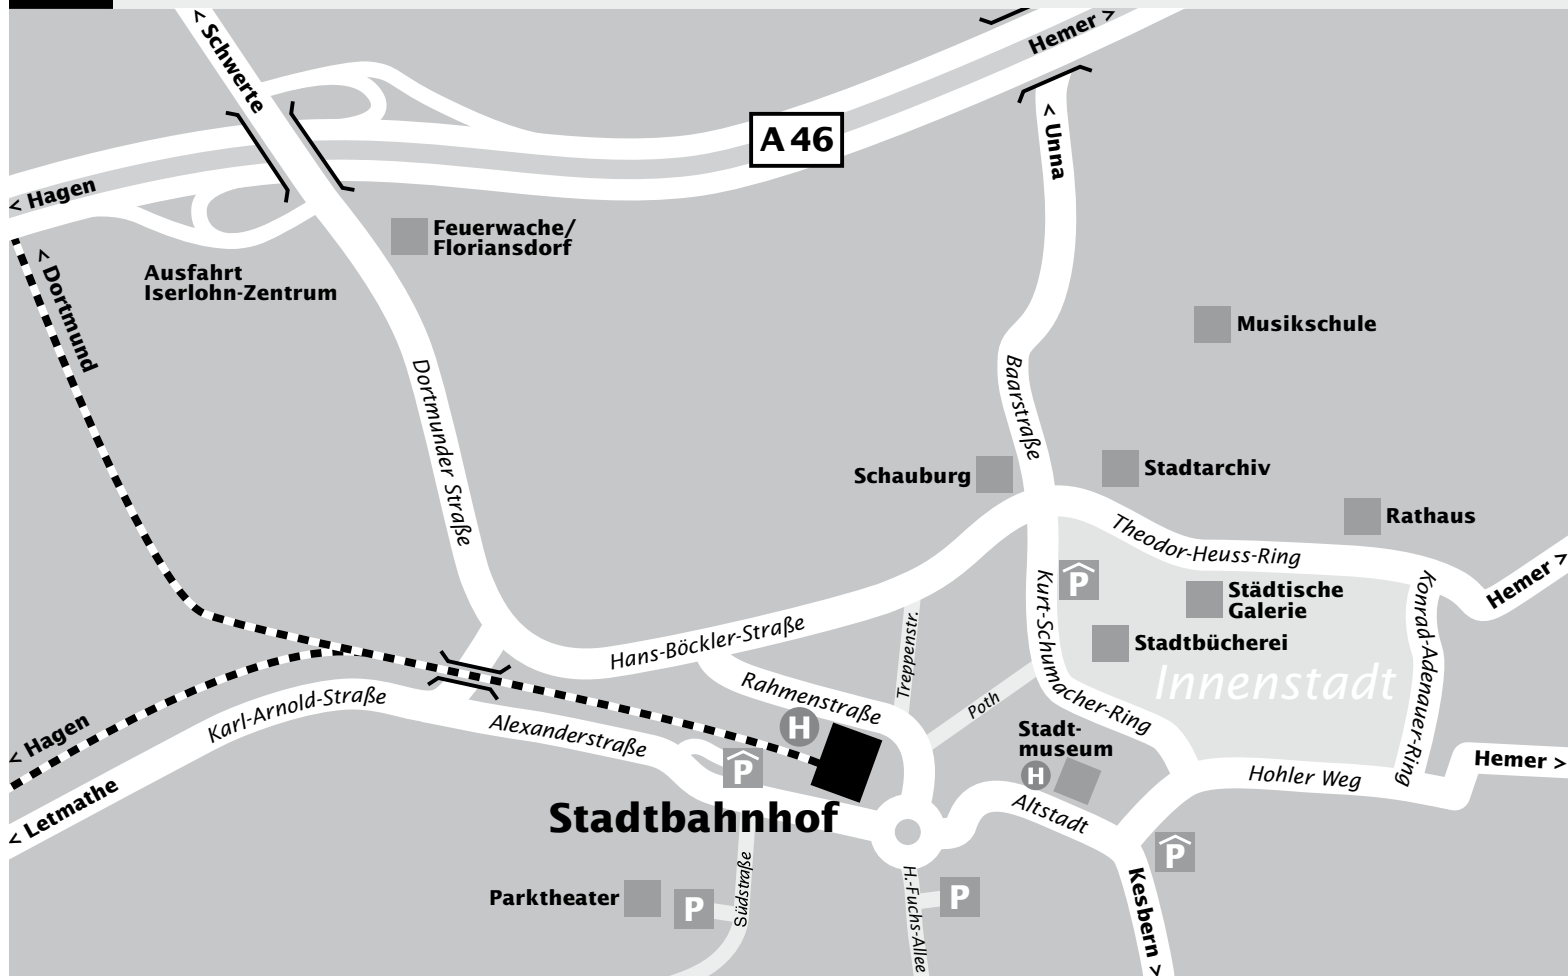 < Schwerte
Hemer >
A 46
< Unna
< Hagen
Feuerwache/
Floriansdorf
< Dortmund
Ausfahrt
Iserlohn-Zentrum
Musikschule
Dortmunder Straße
Baarstraße
Schauburg
Stadtarchiv
Rathaus
Theodor-Heuss-Ring
Hemer >
P
Kurt-Schumacher-Ring
Städtische
Galerie
Konrad-Adenauer-Ring
Stadtbücherei
Innenstadt
Hans-Böckler-Straße
Treppenstr.
Rahmenstraße
Poth
Karl-Arnold-Straße
Alexanderstraße
H
< Hagen
Stadt-
museum
H
Hemer >
Hohler Weg
P
< Letmathe
Stadtbahnhof
Altstadt
P
Südstraße
H.-Fuchs-Allee
Kesbern >
Parktheater
P
P